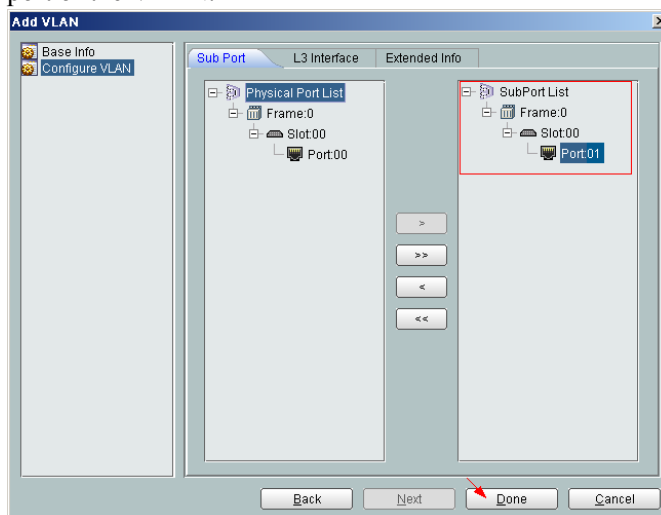 Add VLAN
Base Info
Configure VLAN
Sub Port L3 Interface Extended Info
Physical Port List
Frame:0
Slot:00
Port:00
SubPort List
Frame:0
Slot:00
Port:01
>
>>
<
<<
Back Next Done Cancel